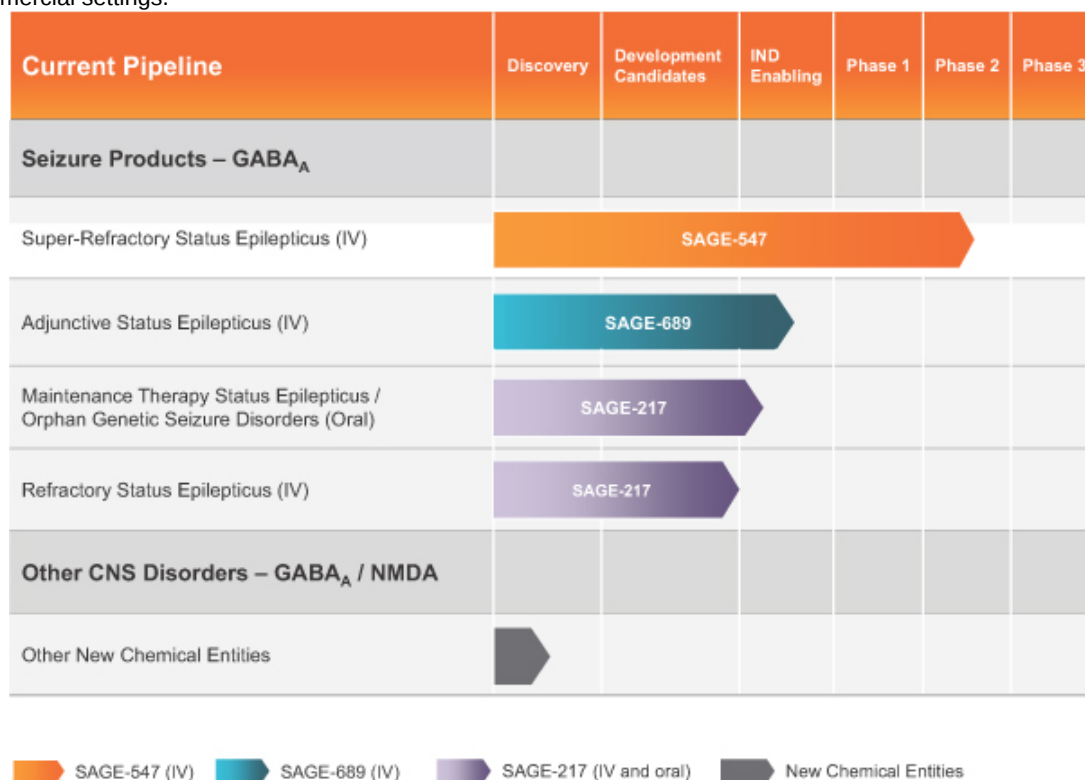 Current Pipeline
Discovery
Development
Candidates
IND
Enabling
Phase 1
Phase 2
Phase 3
Seizure Products – GABA_A
Super-Refractory Status Epilepticus (IV)
SAGE-547
Adjunctive Status Epilepticus (IV)
SAGE-689
Maintenance Therapy Status Epilepticus /
Orphan Genetic Seizure Disorders (Oral)
SAGE-217
Refractory Status Epilepticus (IV)
SAGE-217
Other CNS Disorders – GABA_A / NMDA
Other New Chemical Entities
SAGE-547 (IV)
SAGE-689 (IV)
SAGE-217 (IV and oral)
New Chemical Entities